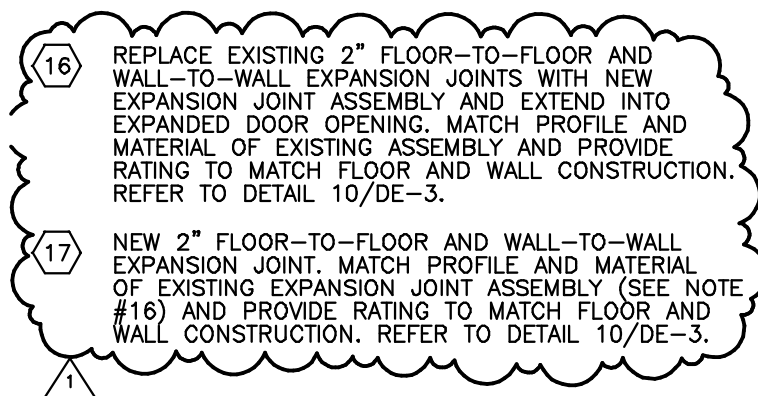 16 REPLACE EXISTING 2" FLOOR-TO-FLOOR AND
WALL-TO-WALL EXPANSION JOINTS WITH NEW
EXPANSION JOINT ASSEMBLY AND EXTEND INTO
EXPANDED DOOR OPENING. MATCH PROFILE AND
MATERIAL OF EXISTING ASSEMBLY AND PROVIDE
RATING TO MATCH FLOOR AND WALL CONSTRUCTION.
REFER TO DETAIL 10/DE-3.
17 NEW 2" FLOOR-TO-FLOOR AND WALL-TO-WALL
EXPANSION JOINT. MATCH PROFILE AND MATERIAL
OF EXISTING EXPANSION JOINT ASSEMBLY (SEE NOTE
#16) AND PROVIDE RATING TO MATCH FLOOR AND
WALL CONSTRUCTION. REFER TO DETAIL 10/DE-3.
1